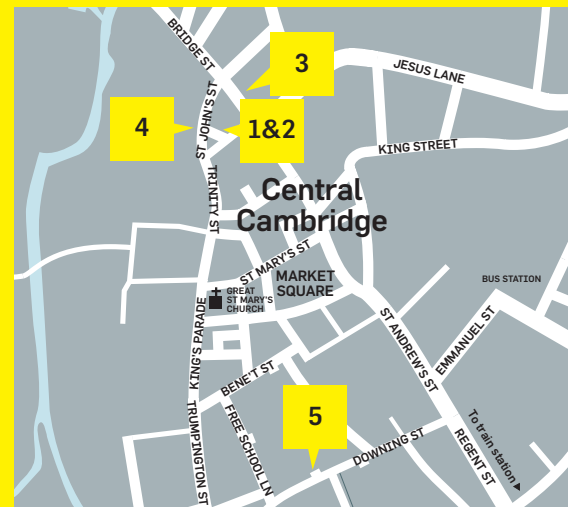 BRIDGE ST
3
JESUS LANE
4
ST JOHN'S ST
1&2
KING STREET
TRINITY ST
Central
Cambridge
ST MARY'S ST
MARKET
SQUARE
BUS STATION
GREAT
ST MARY'S
CHURCH
KING'S PARADE
ST ANDREW'S ST
EMMANUEL ST
BENE'T ST
5
TRUMPINGTON ST
FREE SCHOOL LN
DOWNING ST
REGENT ST
To train station